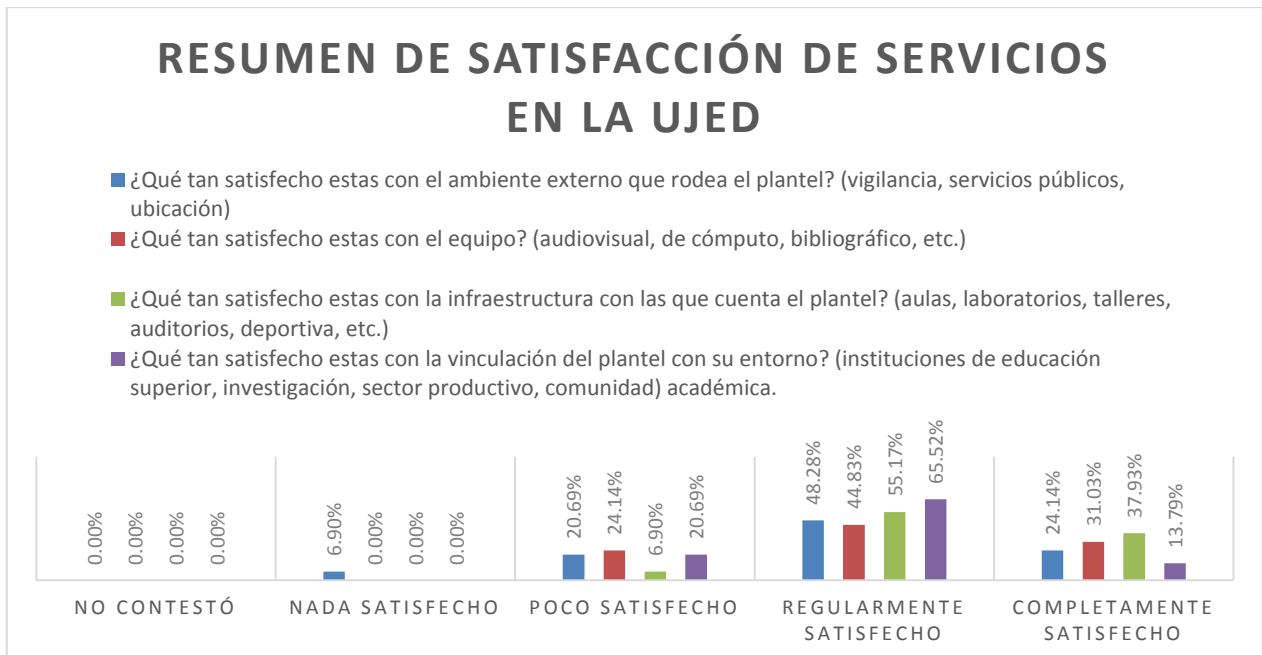 RESUMEN DE SATISFACCIÓN DE SERVICIOS
EN LA UJED
¿Qué tan satisfecho estas con el ambiente externo que rodea el plantel? (vigilancia, servicios públicos,
ubicación)
¿Qué tan satisfecho estas con el equipo? (audiovisual, de cómputo, bibliográfico, etc.)
¿Qué tan satisfecho estas con la infraestructura con las que cuenta el plantel? (aulas, laboratorios, talleres,
auditorios, deportiva, etc.)
¿Qué tan satisfecho estas con la vinculación del plantel con su entorno? (instituciones de educación
superior, investigación, sector productivo, comunidad) académica.
0.00%
0.00%
0.00%
0.00%
6.90%
0.00%
0.00%
0.00%
20.69%
24.14%
6.90%
20.69%
48.28%
44.83%
55.17%
65.52%
24.14%
31.03%
37.93%
13.79%
NO CONTESTÓ
NADA SATISFECHO
POCO SATISFECHO
REGULARMENTE
SATISFECHO
COMPLETAMENTE
SATISFECHO